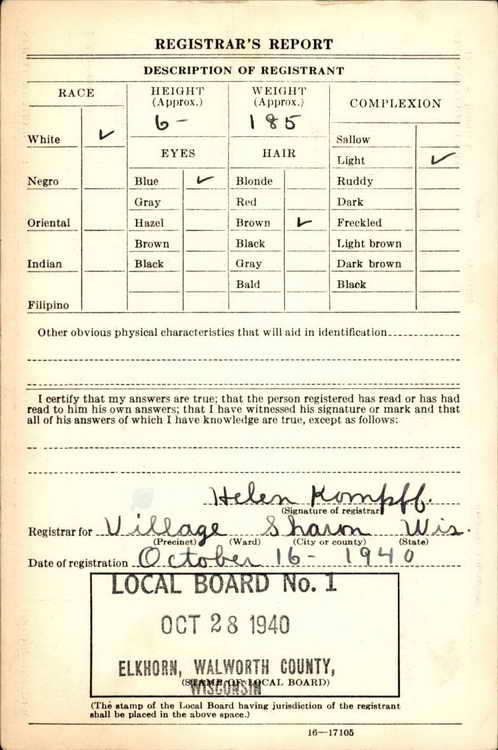 REGISTRAR'S REPORT
DESCRIPTION OF REGISTRANT
RACE
HEIGHT (Approx.)
WEIGHT (Approx.)
COMPLEXION
6-
185
White ✓
EYES
HAIR
Sallow
Light ✓
Negro
Blue ✓
Blonde
Ruddy
Gray
Red
Dark
Oriental
Hazel
Brown ✓
Freckled
Brown
Black
Light brown
Indian
Black
Gray
Dark brown
Bald
Black
Filipino
Other obvious physical characteristics that will aid in identification
I certify that my answers are true; that the person registered has read or has had
read to him his own answers; that I have witnessed his signature or mark and that
all of his answers of which I have knowledge are true, except as follows:
Helen Kompff.
(Signature of registrar)
Registrar for Village Sharon Wis.
(Precinct) (Ward) (City or county) (State)
Date of registration October 16- 1940
LOCAL BOARD No. 1
OCT 28 1940
ELKHORN, WALWORTH COUNTY,
(STAMP OF LOCAL BOARD)
WISCONSIN
(The stamp of the Local Board having jurisdiction of the registrant
shall be placed in the above space.)
16—17105